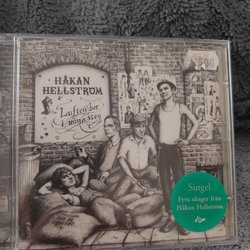 HÅKAN
HELLSTRÖM
Luften bor
i mina steg
Singel
Fyra sånger från
Håkan Hellström